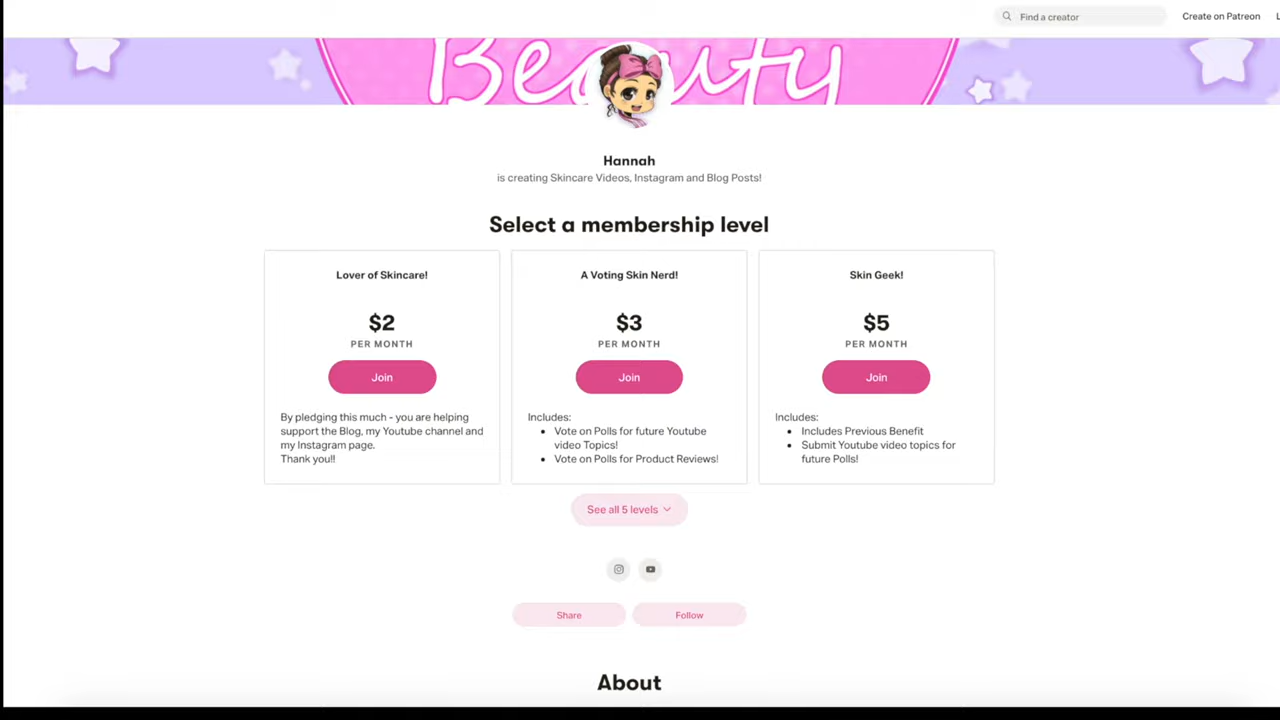 Find a creator
Create on Patreon
Beauty
Hannah
is creating Skincare Videos, Instagram and Blog Posts!
Select a membership level
Lover of Skincare!
$2
PER MONTH
Join
By pledging this much - you are helping
support the Blog, my Youtube channel and
my Instagram page.
Thank you!!
A Voting Skin Nerd!
$3
PER MONTH
Join
Includes:
Vote on Polls for future Youtube
video Topics!
Vote on Polls for Product Reviews!
Skin Geek!
$5
PER MONTH
Join
Includes:
Includes Previous Benefit
Submit Youtube video topics for
future Polls!
See all 5 levels
Share
Follow
About